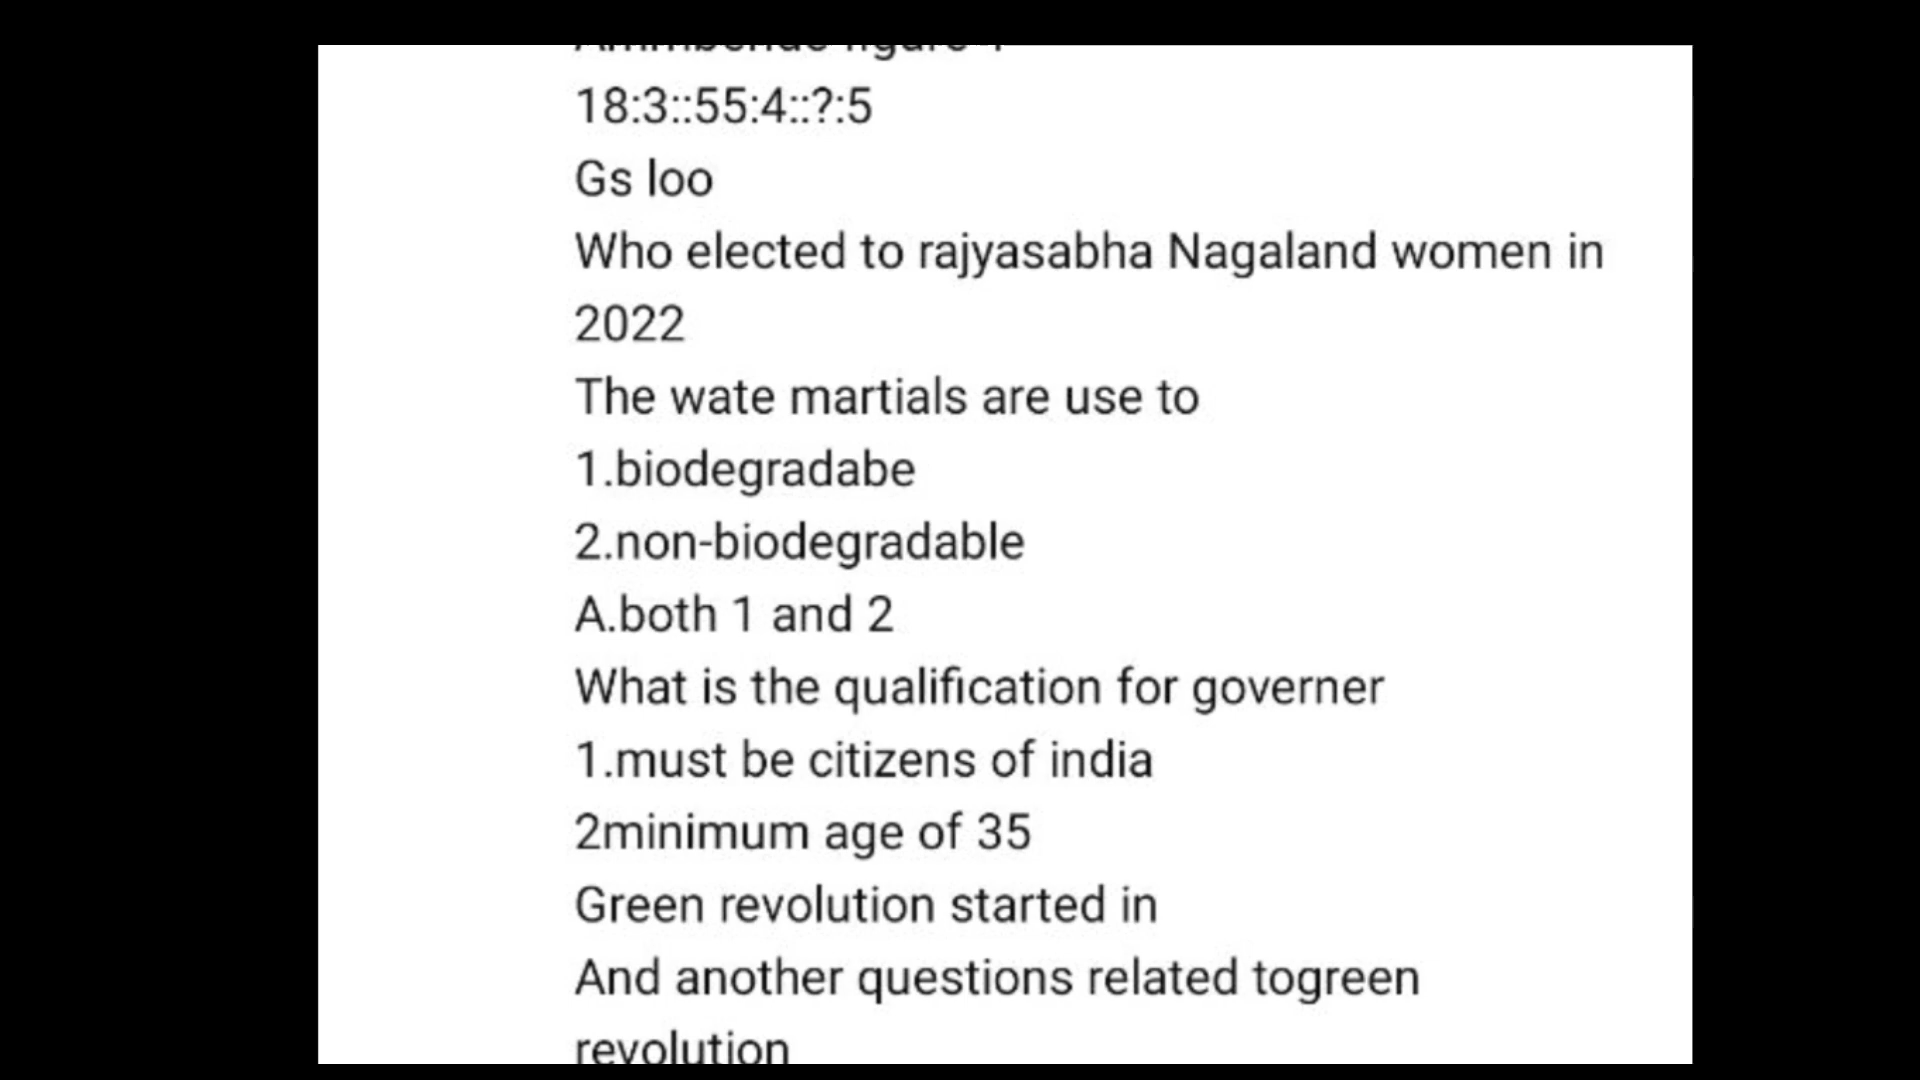 18:3::55:4::?:5
Gs loo
Who elected to rajyasabha Nagaland women in
2022
The wate martials are use to
1.biodegradabe
2.non-biodegradable
A.both 1 and 2
What is the qualification for governer
1.must be citizens of india
2minimum age of 35
Green revolution started in
And another questions related togreen
revolution